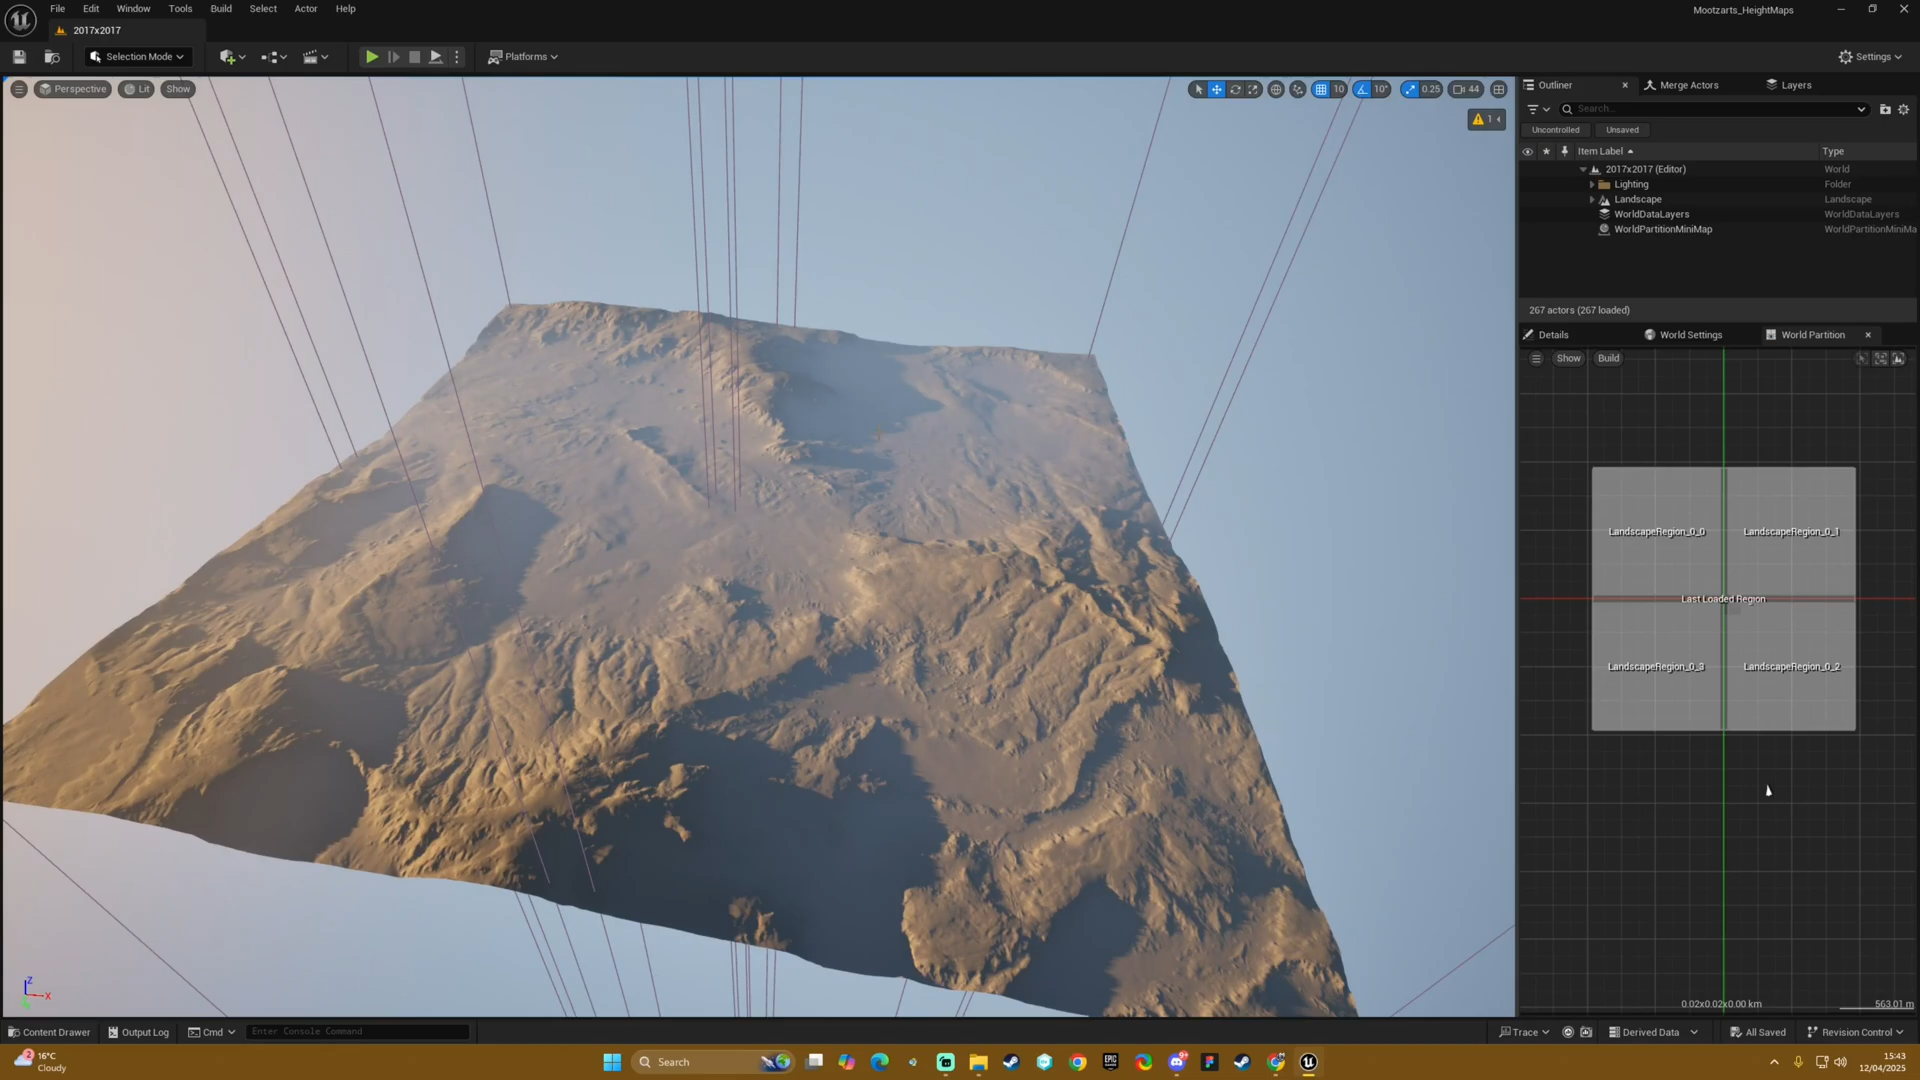 File Edit Window Tools Build Select Actor Help
Mootzarts_HeightMaps
2017x2017
Selection Mode
Platforms
Settings
Perspective Lit Show
10 10° 0.25 44
1
Outliner Merge Actors Layers
Search...
Uncontrolled Unsaved
Item Label Type
2017x2017 (Editor) World
Lighting Folder
Landscape Landscape
WorldDataLayers WorldDataLayers
WorldPartitionMiniMap WorldPartitionMiniMa
267 actors (267 loaded)
Details World Settings World Partition
Show Build
LandscapeRegion_0_0 LandscapeRegion_0_1
Last Loaded Region
LandscapeRegion_0_3 LandscapeRegion_0_2
Z
X
0.02x0.02x0.00 km 563.01 m
Content Drawer Output Log Cmd Enter Console Command
Trace Derived Data All Saved Revision Control
2 16°C
Cloudy
Search
15:43
12/04/2025